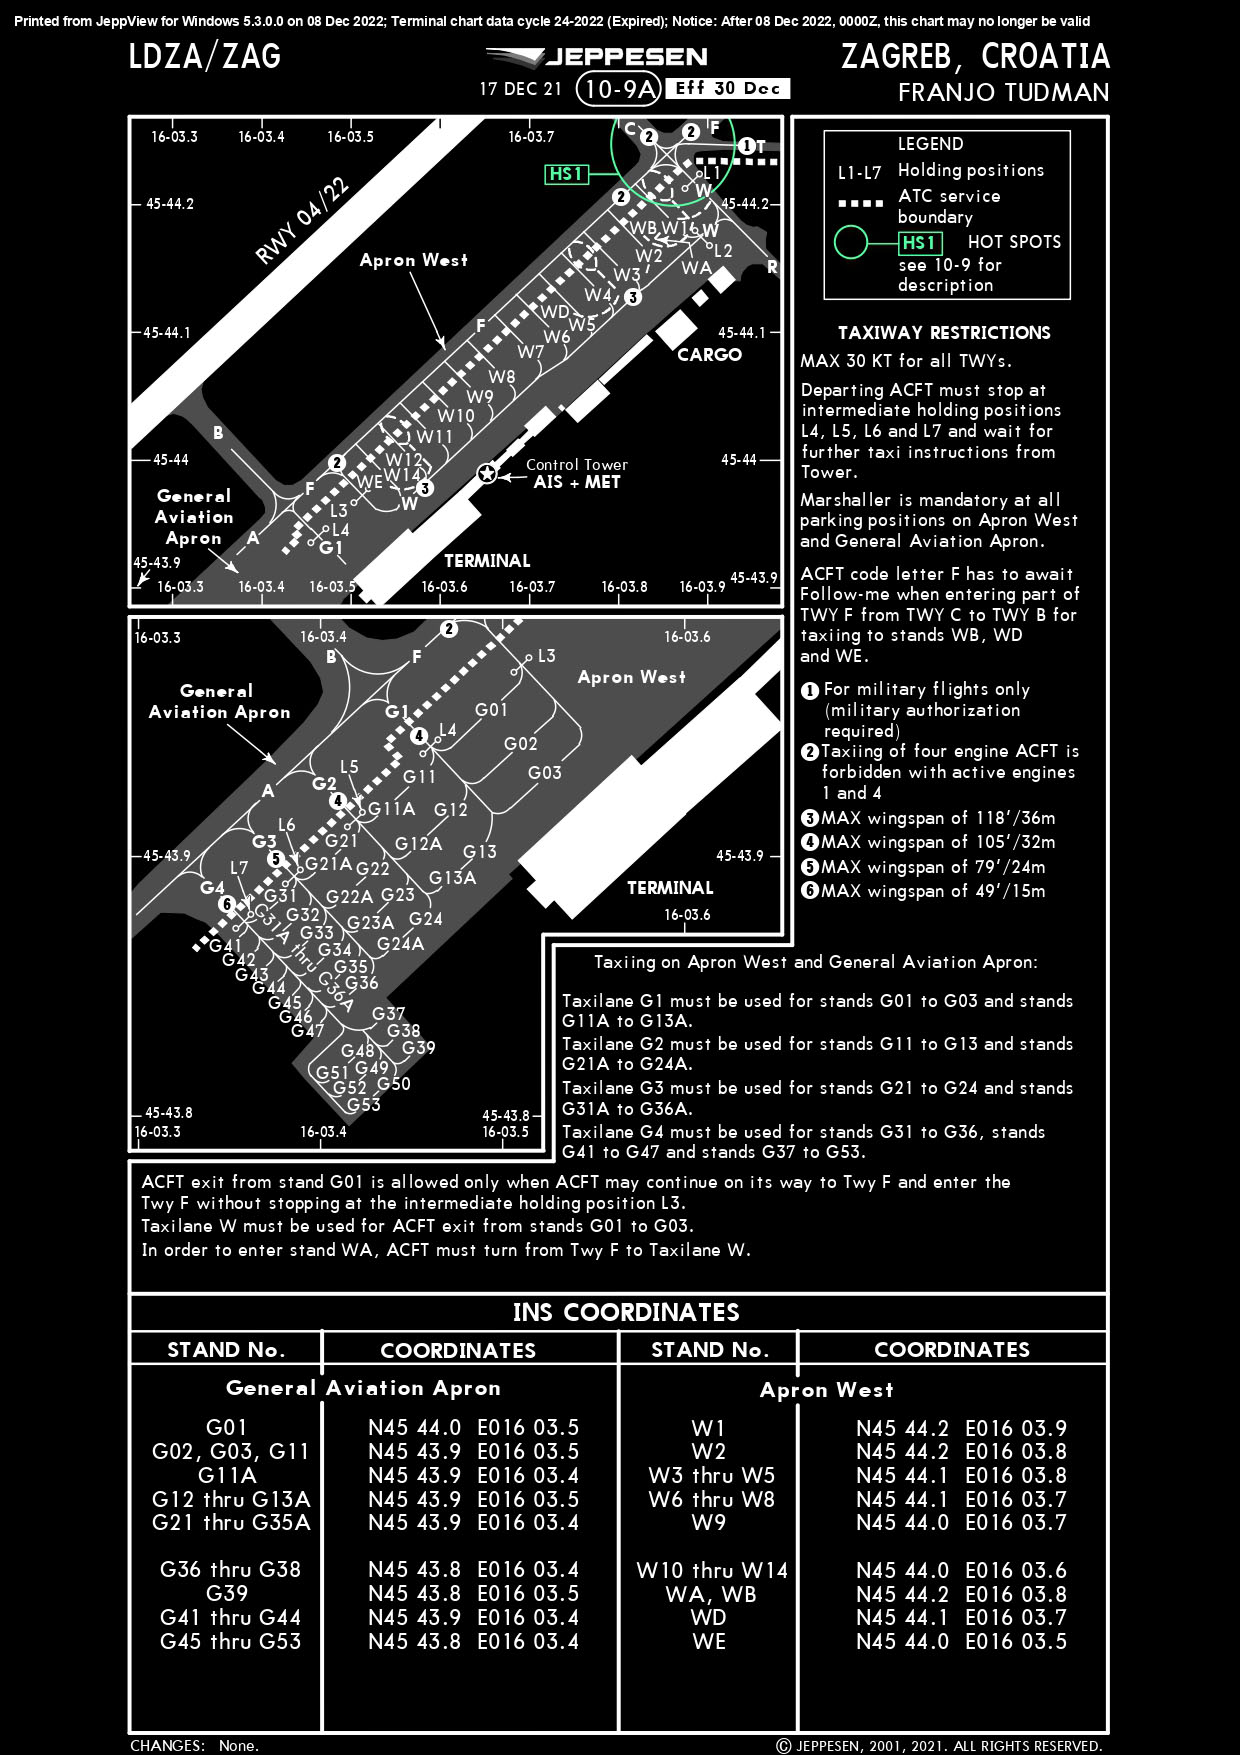 Printed from JeppView for Windows 5.3.0.0 on 08 Dec 2022; Terminal chart data cycle 24-2022 (Expired); Notice: After 08 Dec 2022, 0000Z, this chart may no longer be valid
LDZA/ZAG
JEPPESEN
ZAGREB, CROATIA
17 DEC 21
10-9A
Eff 30 Dec
FRANJO TUDMAN
16-03.3
16-03.4
16-03.5
16-03.7
C
2
2
F
1
T
HS1
L1
W
45-44.2
2
45-44.2
RWY 04/22
WB
W1
W
L2
W2
WA
R
Apron West
W3
W4
3
WD
W5
F
W6
45-44.1
45-44.1
W7
CARGO
W8
W9
W10
B
W11
45-44
2
W12
45-44
W14
WE
F
3
W
Control Tower
AIS + MET
General
Aviation
Apron
L3
L4
A
G1
TERMINAL
45-43.9
45-43.9
16-03.3
16-03.4
16-03.5
16-03.6
16-03.7
16-03.8
16-03.9
LEGEND
L1-L7
Holding positions
ATC service
boundary
HS1
HOT SPOTS
see 10-9 for
description
TAXIWAY RESTRICTIONS
MAX 30 KT for all TWYs.
Departing ACFT must stop at
intermediate holding positions
L4, L5, L6 and L7 and wait for
further taxi instructions from
Tower.
Marshaller is mandatory at all
parking positions on Apron West
and General Aviation Apron.
ACFT code letter F has to await
Follow-me when entering part of
TWY F from TWY C to TWY B for
taxiing to stands WB, WD
and WE.
1 For military flights only
(military authorization
required)
2 Taxiing of four engine ACFT is
forbidden with active engines
1 and 4
3 MAX wingspan of 118'/36m
4 MAX wingspan of 105'/32m
5 MAX wingspan of 79'/24m
6 MAX wingspan of 49'/15m
16-03.3
16-03.4
2
16-03.6
B
F
L3
Apron West
General
Aviation Apron
G1
G01
4
L4
G02
L5
G03
G11
A
G2
4
G11A
G12
L6
G3
G21
G12A
45-43.9
5
G13
45-43.9
L7
G21A
G22
G13A
G4
TERMINAL
G31
G22A
G23
6
G31A thru G36A
G32
G23A
G24
16-03.6
G33
G24A
G41
G34
G42
G35
G43
G36
G44
G45
G46
G37
G47
G38
G39
G48
G49
G51
G52
G50
G53
45-43.8
45-43.8
16-03.3
16-03.4
16-03.5
Taxiing on Apron West and General Aviation Apron:
Taxilane G1 must be used for stands G01 to G03 and stands
G11A to G13A.
Taxilane G2 must be used for stands G11 to G13 and stands
G21A to G24A.
Taxilane G3 must be used for stands G21 to G24 and stands
G31A to G36A.
Taxilane G4 must be used for stands G31 to G36, stands
G41 to G47 and stands G37 to G53.
ACFT exit from stand G01 is allowed only when ACFT may continue on its way to Twy F and enter the
Twy F without stopping at the intermediate holding position L3.
Taxilane W must be used for ACFT exit from stands G01 to G03.
In order to enter stand WA, ACFT must turn from Twy F to Taxilane W.
INS COORDINATES
STAND No. COORDINATES STAND No. COORDINATES
General Aviation Apron Apron West
G01 N45 44.0 E016 03.5 W1 N45 44.2 E016 03.9
G02, G03, G11 N45 43.9 E016 03.5 W2 N45 44.2 E016 03.8
G11A N45 43.9 E016 03.4 W3 thru W5 N45 44.1 E016 03.8
G12 thru G13A N45 43.9 E016 03.5 W6 thru W8 N45 44.1 E016 03.7
G21 thru G35A N45 43.9 E016 03.4 W9 N45 44.0 E016 03.7
G36 thru G38 N45 43.8 E016 03.4 W10 thru W14 N45 44.0 E016 03.6
G39 N45 43.8 E016 03.5 WA, WB N45 44.2 E016 03.8
G41 thru G44 N45 43.9 E016 03.4 WD N45 44.1 E016 03.7
G45 thru G53 N45 43.8 E016 03.4 WE N45 44.0 E016 03.5
CHANGES: None.
© JEPPESEN, 2001, 2021. ALL RIGHTS RESERVED.